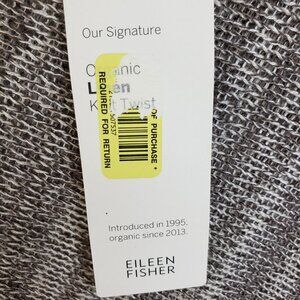 Our Signature
Organic
Linen
Knit Twist
REQUIRED FOR RETURN
OF PURCHASE •
Introduced in 1995,
organic since 2013.
EILEEN
FISHER